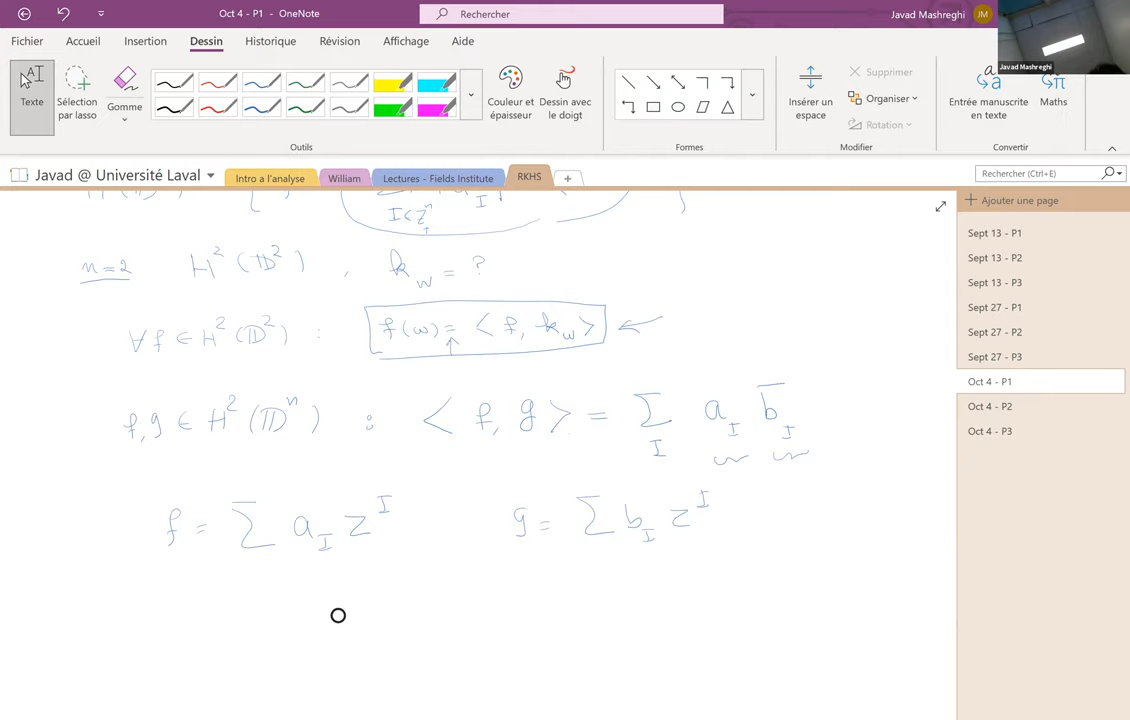 Oct 4 - P1 - OneNote
Rechercher
Javad Mashreghi
JM
Fichier
Accueil
Insertion
Dessin
Historique
Révision
Affichage
Aide
Javad Mashreghi
Texte
Sélection par lasso
Gomme
Couleur et épaisseur
Dessin avec le doigt
Insérer un espace
Supprimer
Organiser
Rotation
Entrée manuscrite en texte
Maths
Outils
Formes
Modifier
Convertir
Javad @ Université Laval
Intro a l'analyse
William
Lectures - Fields Institute
RKHS
Rechercher (Ctrl+E)
Ajouter une page
Sept 13 - P1
Sept 13 - P2
Sept 13 - P3
Sept 27 - P1
Sept 27 - P2
Sept 27 - P3
Oct 4 - P1
Oct 4 - P2
Oct 4 - P3
n=2 H²(𝔻²) , k_w = ?
∀f ∈ H²(𝔻²) : f(w) = < f, k_w >
f,g ∈ H²(𝔻ⁿ) : < f, g > = ∑_I a_I b̄_I
f = ∑ a_I z^I g = ∑ b_I z^I